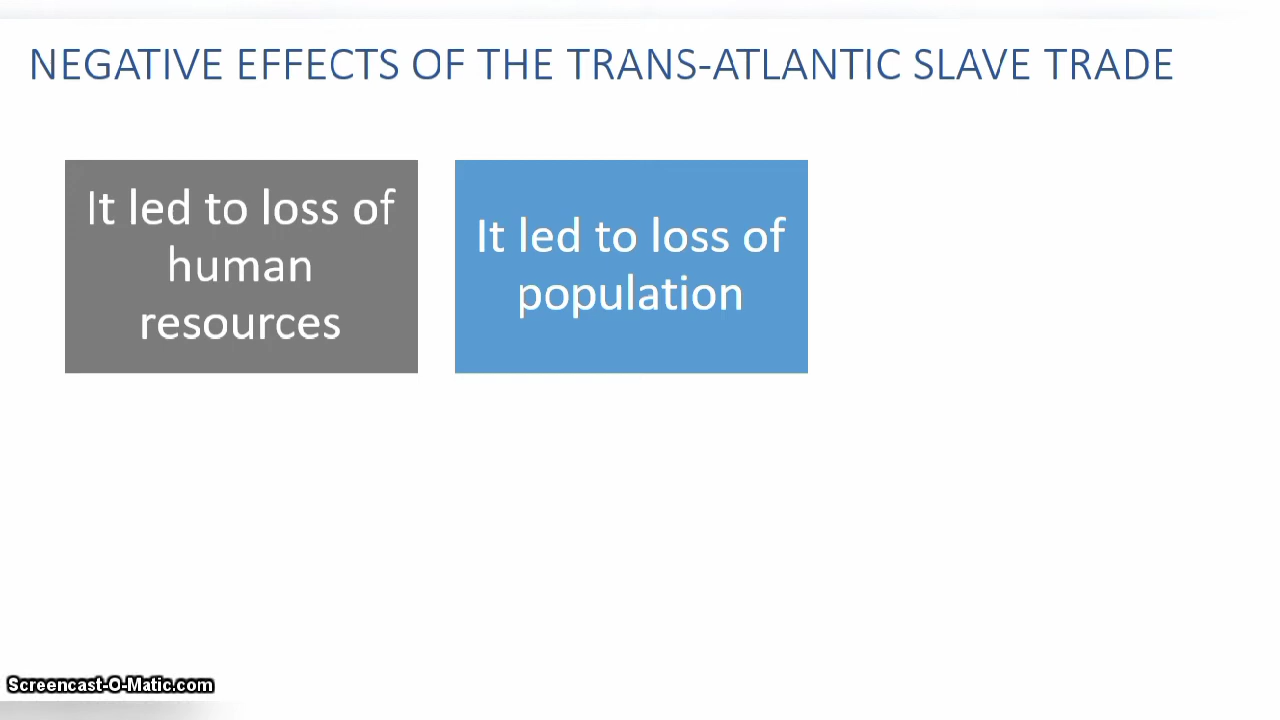 NEGATIVE EFFECTS OF THE TRANS-ATLANTIC SLAVE TRADE
It led to loss of
human
resources
It led to loss of
population
Screencast-O-Matic.com